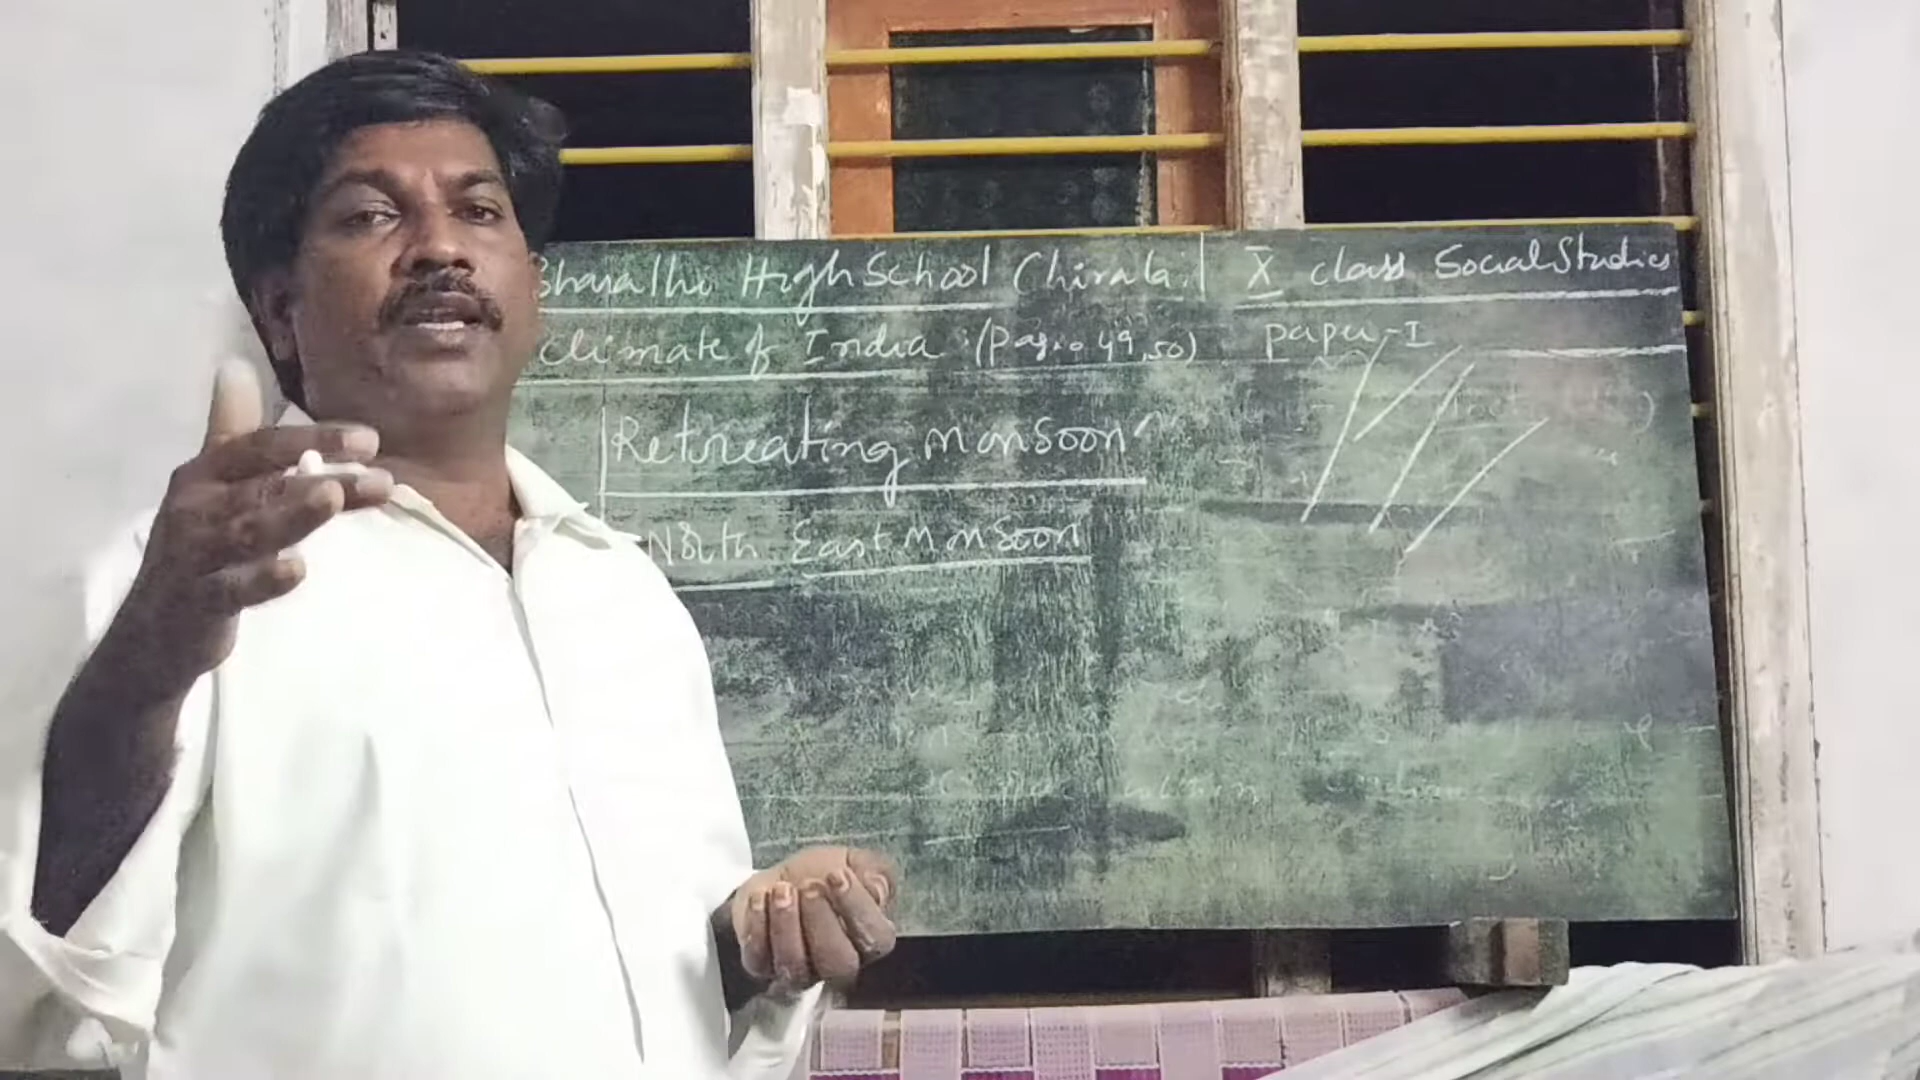 Bharathi High School Chirala X class Social Studies
climate of India : (page 49,50) paper-I
Retreating monsoon
North East Monsoon